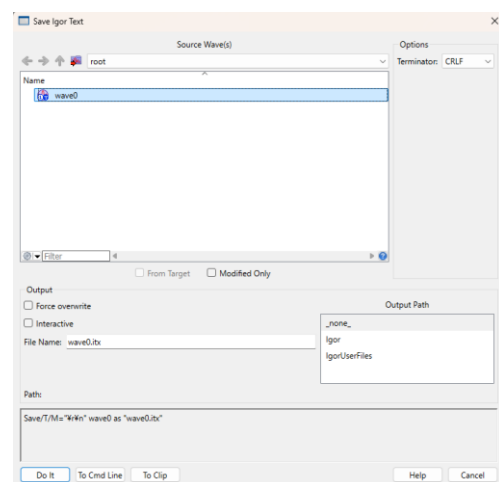 Save Igor Text
Source Wave(s)
Options
root
Terminator: CRLF
Name
wave0
Filter
From Target
Modified Only
Output
Force overwrite
Output Path
Interactive
_none_
File Name: wave0.itx
Igor
IgorUserFiles
Path:
Save/T/M="¥r¥n" wave0 as "wave0.itx"
Do It
To Cmd Line
To Clip
Help
Cancel